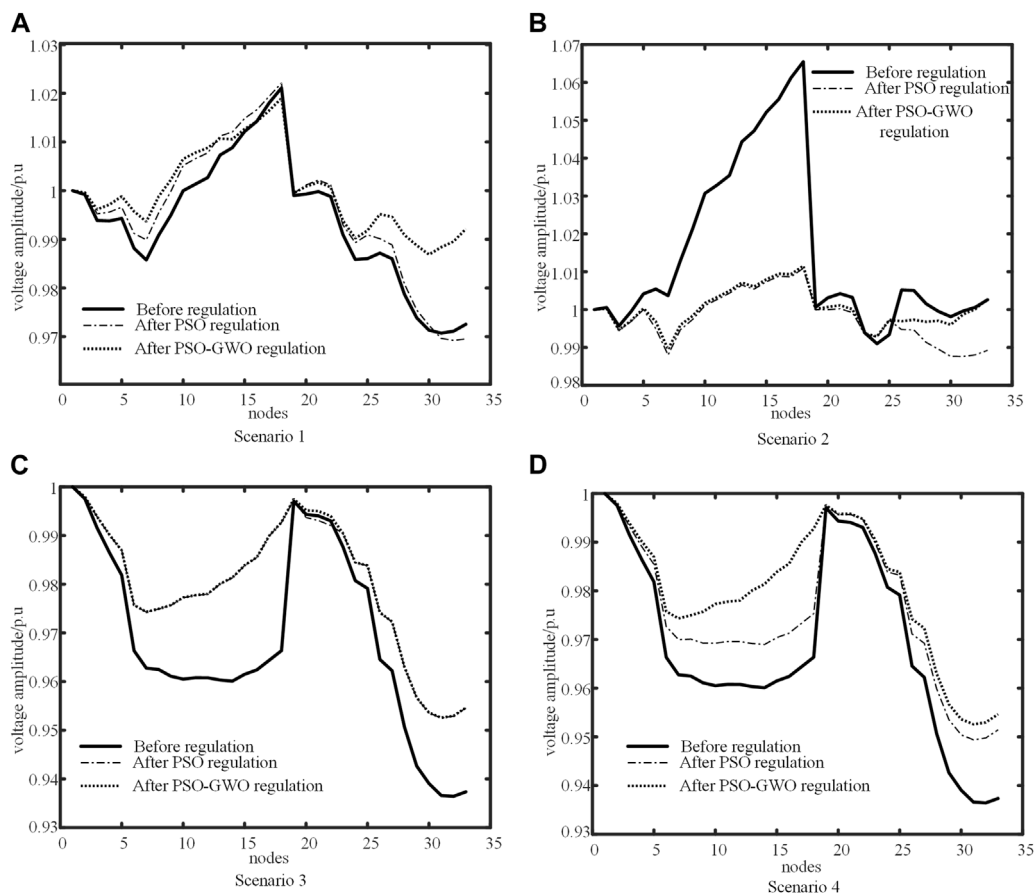 A
1.03
1.02
1.01
1
0.99
0.98
0.97
voltage amplitude/p.u
Before regulation
After PSO regulation
After PSO-GWO regulation
0 5 10 15 20 25 30 35
nodes
Scenario 1
B
1.07
1.06
1.05
1.04
1.03
1.02
1.01
1
0.99
0.98
voltage amplitude/p.u
Before regulation
After PSO regulation
After PSO-GWO
regulation
0 5 10 15 20 25 30 35
nodes
Scenario 2
C
1
0.99
0.98
0.97
0.96
0.95
0.94
0.93
voltage amplitude/p.u
Before regulation
After PSO regulation
After PSO-GWO regulation
0 5 10 15 20 25 30 35
nodes
Scenario 3
D
1
0.99
0.98
0.97
0.96
0.95
0.94
0.93
voltage amplitude/p.u
Before regulation
After PSO regulation
After PSO-GWO regulation
0 5 10 15 20 25 30 35
nodes
Scenario 4